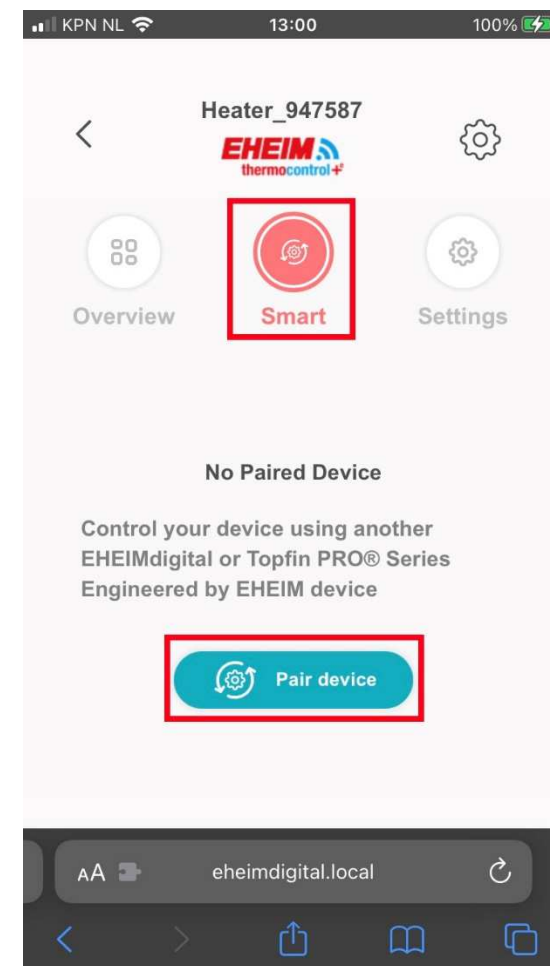 KPN NL 13:00 100%
Heater_947587
EHEIM
thermocontrol+e
Overview Smart Settings
No Paired Device
Control your device using another
EHEIMdigital or Topfin PRO® Series
Engineered by EHEIM device
Pair device
AA eheimdigital.local